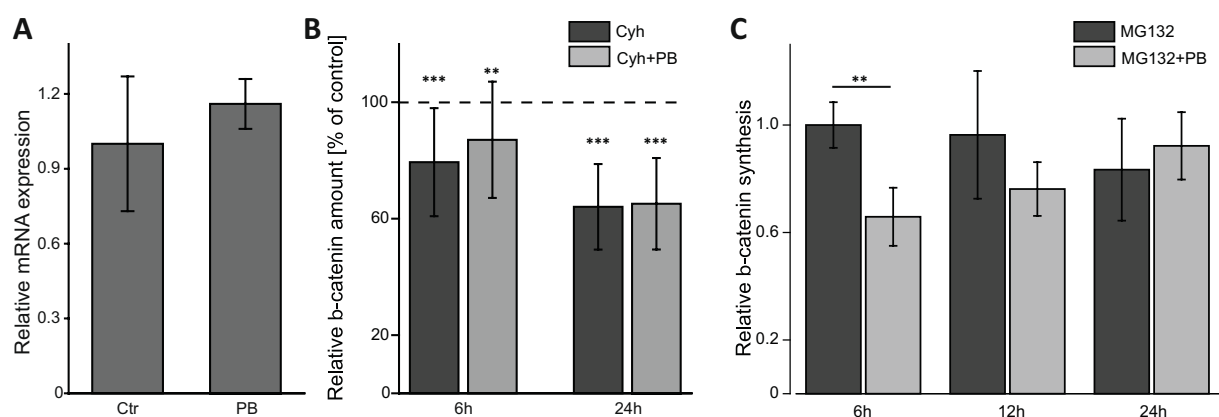 A
Relative mRNA expression
1.2
0.9
0.6
0.3
0
Ctr
PB
B
Relative b-catenin amount [% of control]
Cyh
Cyh+PB
100
60
20
0
***
**
***
***
6h
24h
C
Relative b-catenin synthesis
MG132
MG132+PB
**
1.0
0.6
0.2
0
6h
12h
24h